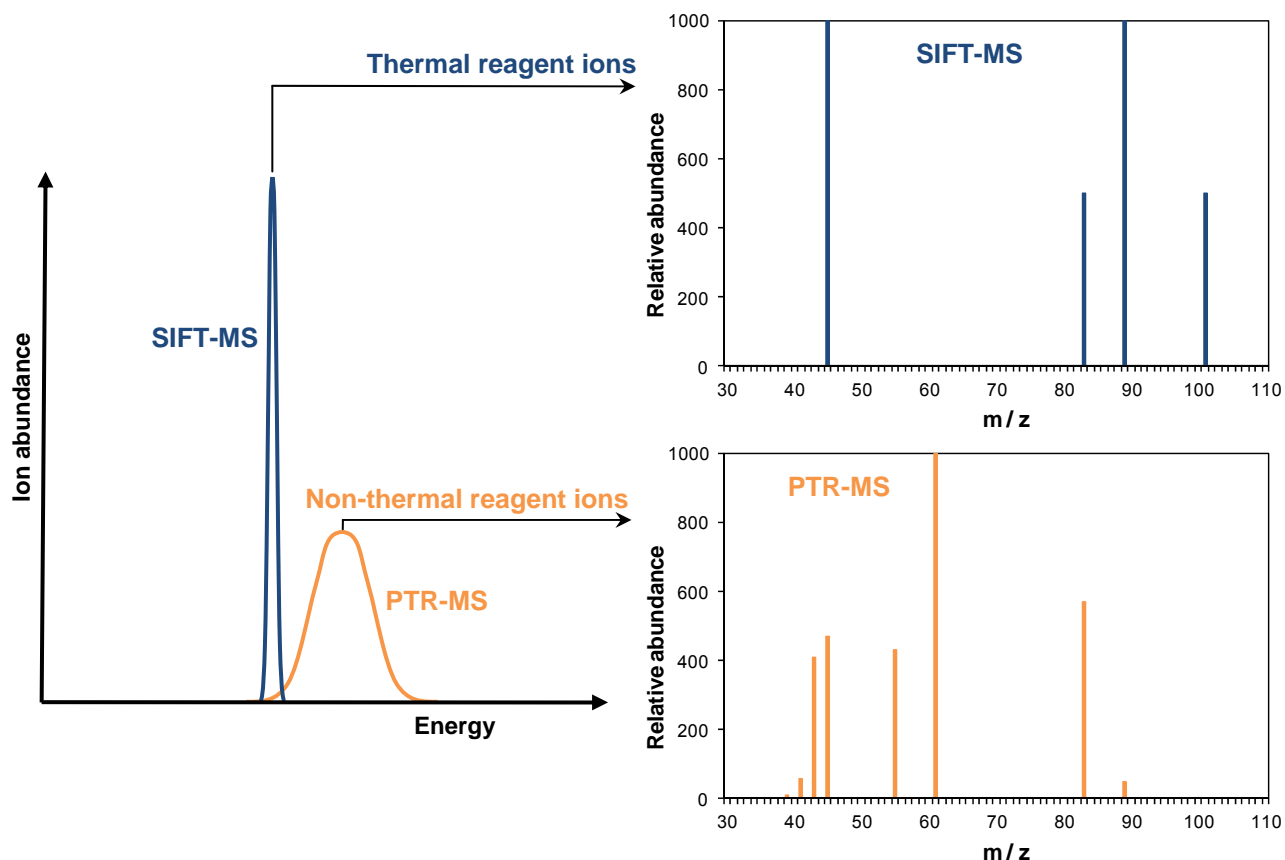 Thermal reagent ions
SIFT-MS
Ion abundance
Non-thermal reagent ions
PTR-MS
Energy
SIFT-MS
Relative abundance
1000
800
600
400
200
0
30 40 50 60 70 80 90 100 110
m / z
PTR-MS
Relative abundance
1000
800
600
400
200
0
30 40 50 60 70 80 90 100 110
m / z